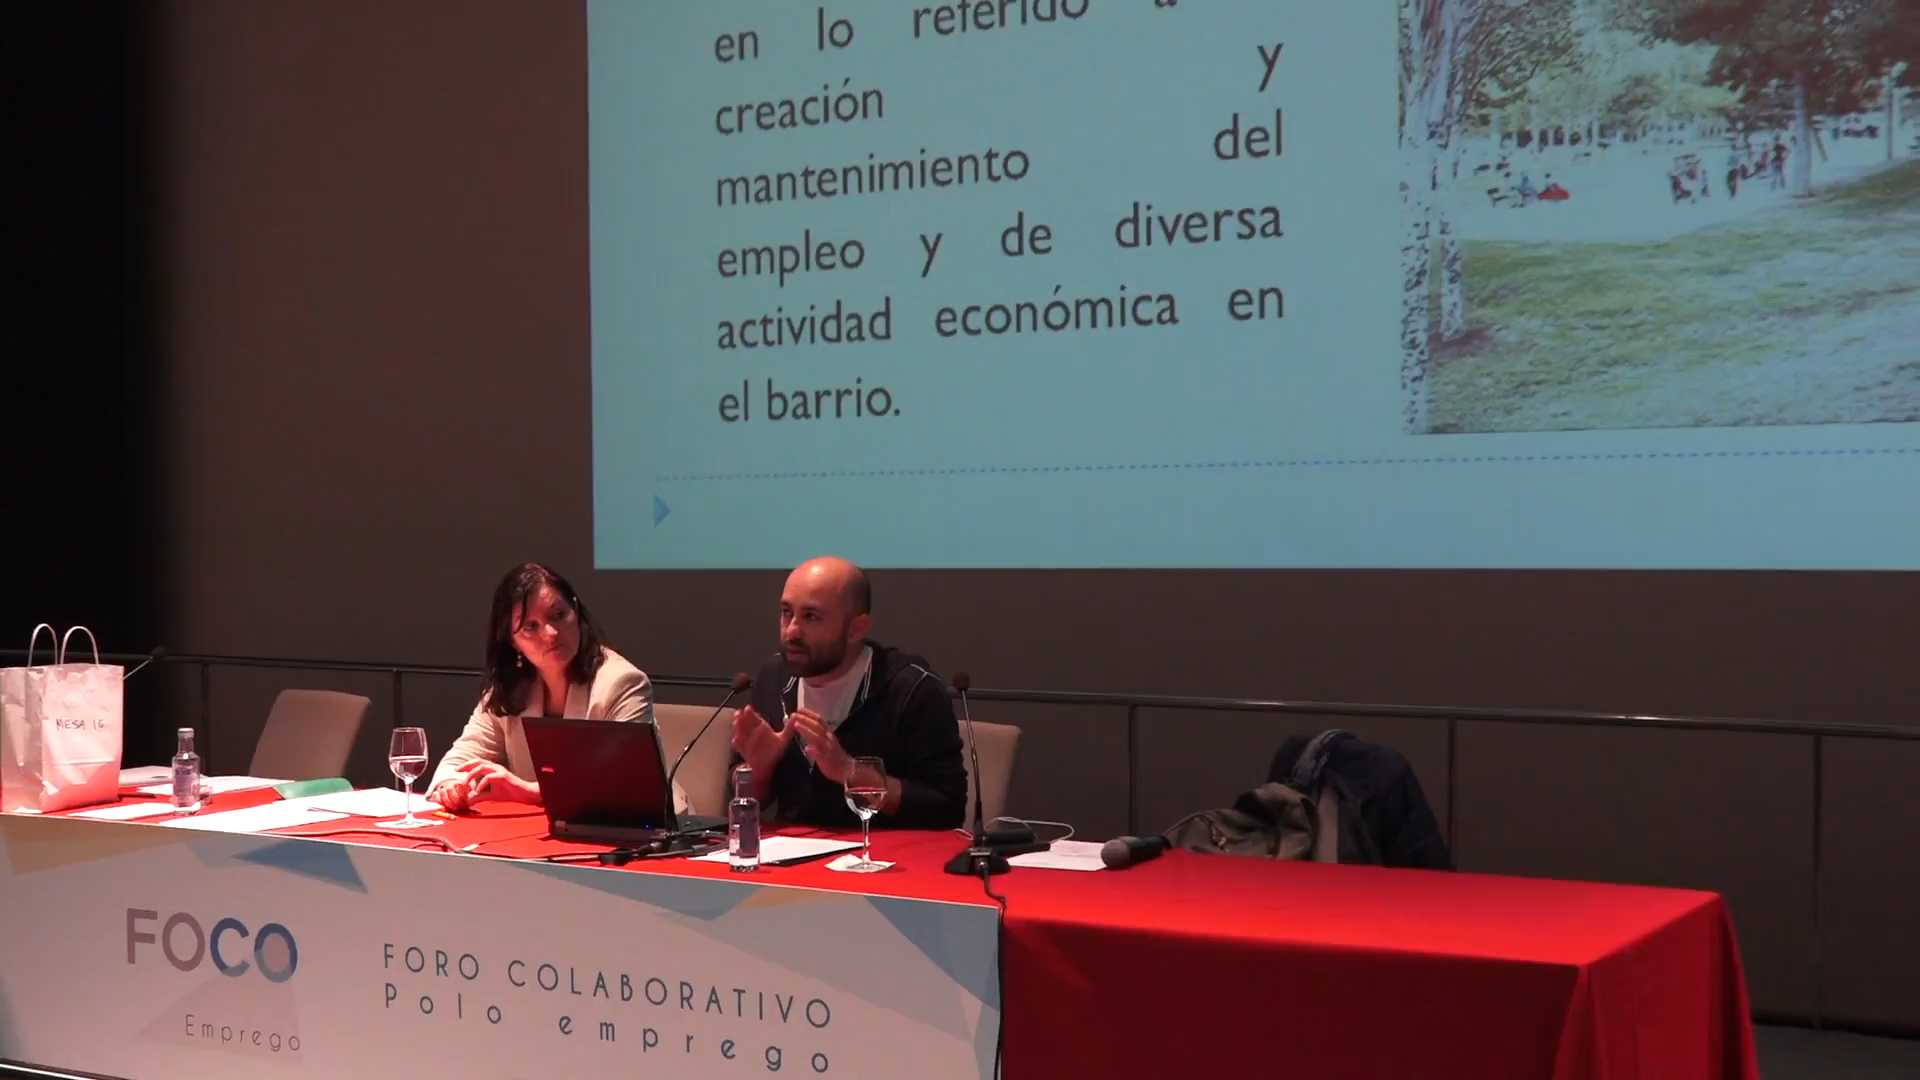 en lo referido a
creación y
mantenimiento del
empleo y de diversa
actividad económica en
el barrio.
MESA 16
FOCO
Emprego
FORO COLABORATIVO
Polo emprego